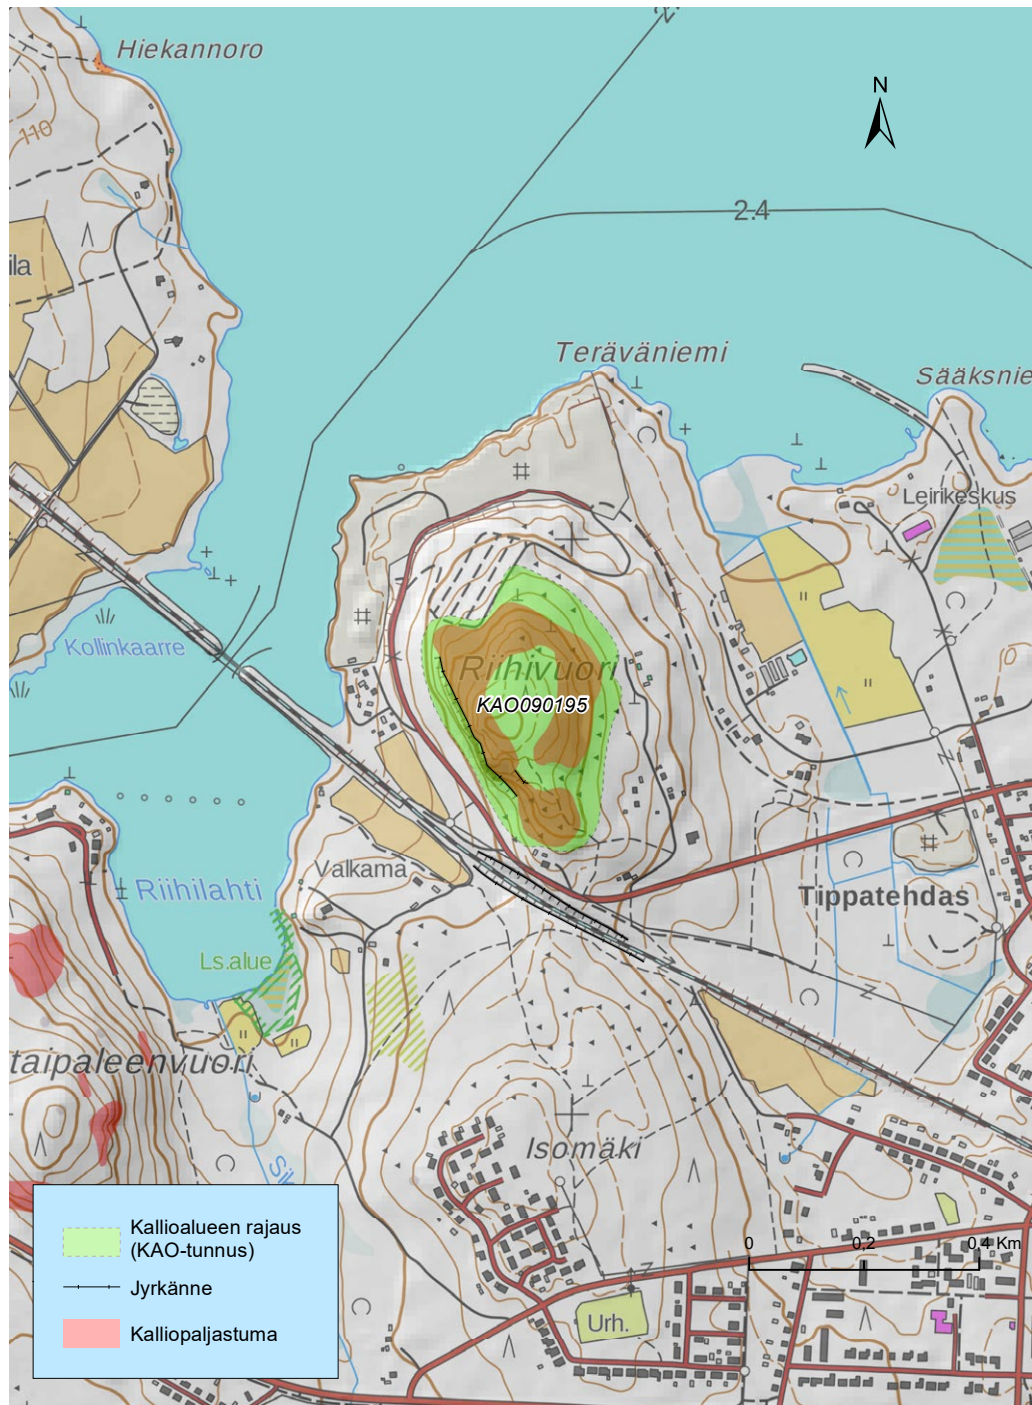 Hiekannoro
N
110
2.4
Teräväniemi
Sääksnie
Leirikeskus
Kollinkaarre
Riihivuori
KAO090195
Valkama
Riihilahti
Tippatehdas
Ls.alue
taipaleenvuori
Isomäki
Kallioalueen rajaus
(KAO-tunnus)
Jyrkänne
Kalliopaljastuma
0 0,2 0,4 Km
Urh.